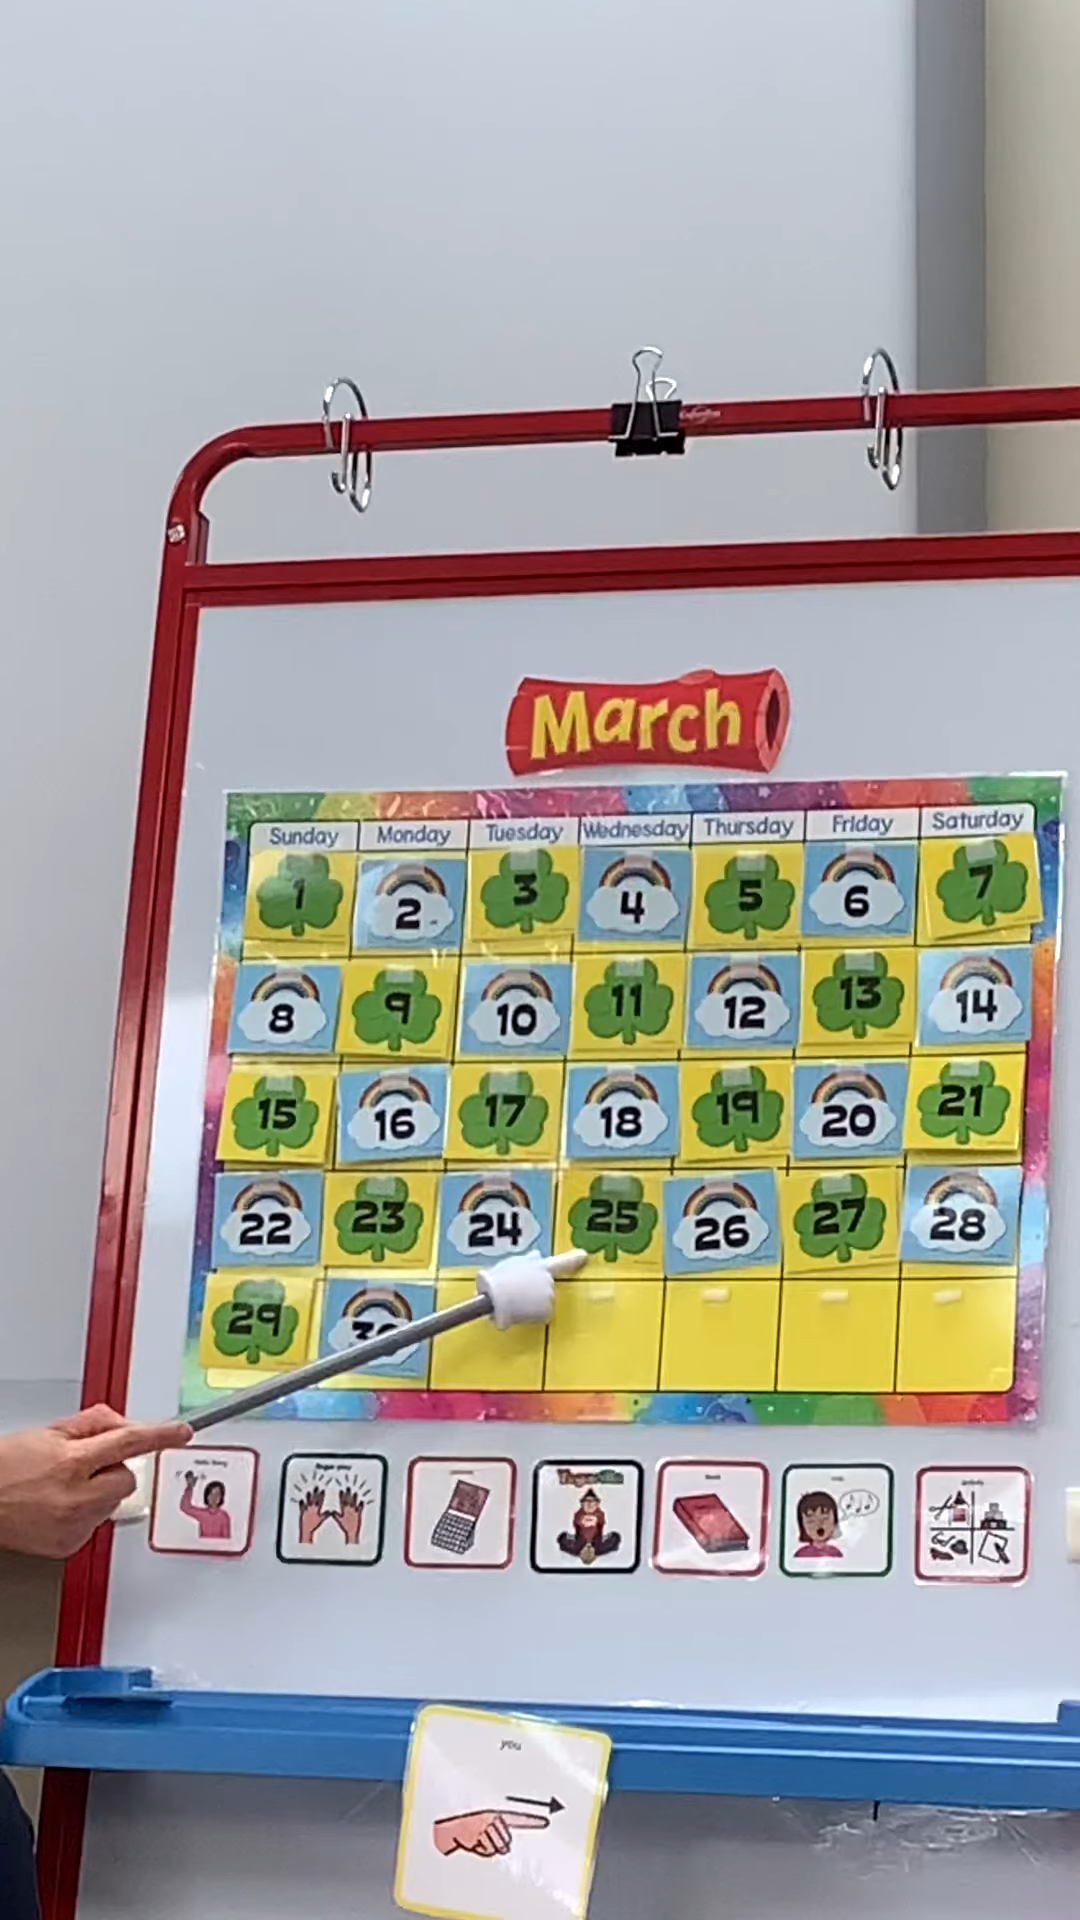 March
Sunday Monday Tuesday Wednesday Thursday Friday Saturday
1 2 3 4 5 6 7
8 9 10 11 12 13 14
15 16 17 18 19 20 21
22 23 24 25 26 27 28
29 30
you